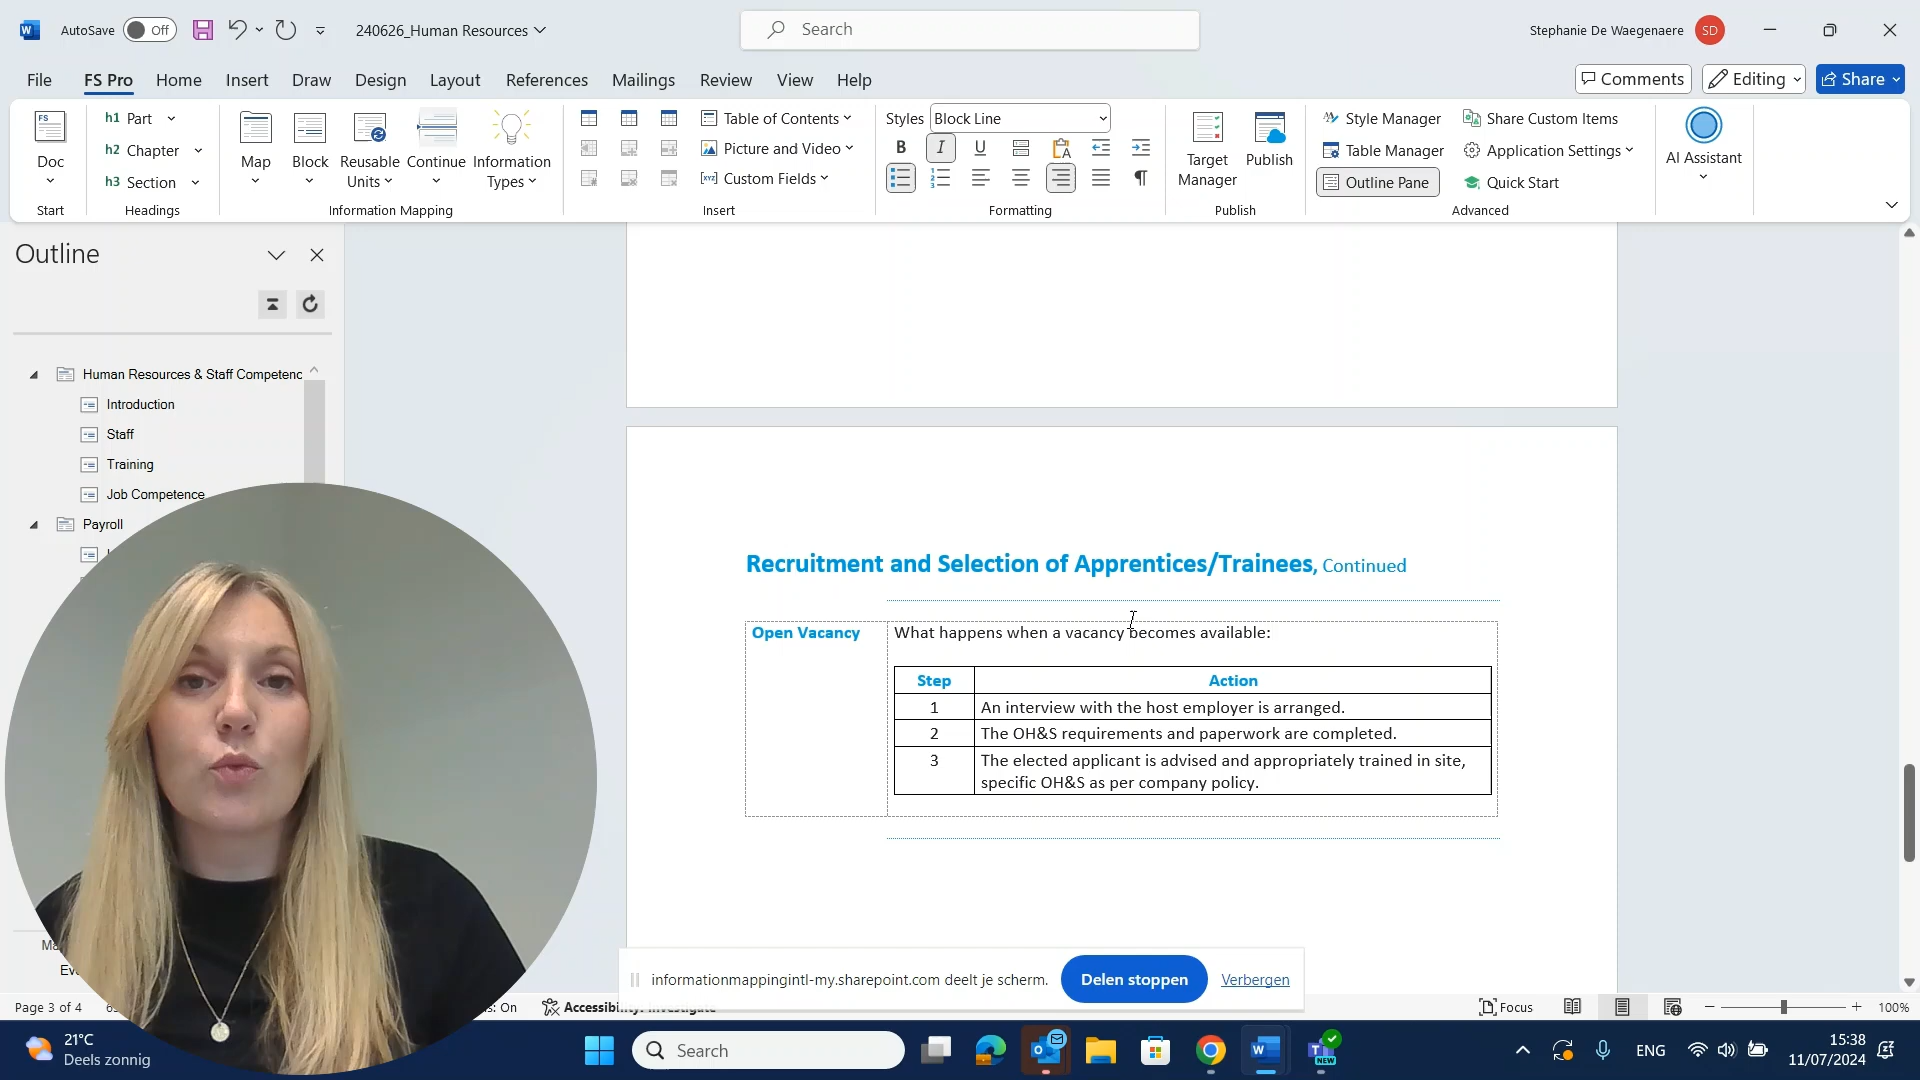 AutoSave Off 240626_Human Resources Search Stephanie De Waegenaere SD
File FS Pro Home Insert Draw Design Layout References Mailings Review View Help Comments Editing Share
FS
Doc
Start
h1 Part
h2 Chapter
h3 Section
Headings
Map
Block
Reusable Units
Continue
Information Types
Information Mapping
Table of Contents
Picture and Video
Custom Fields
Insert
Styles Block Line
B I U
Formatting
Target Manager
Publish
Publish
Style Manager
Table Manager
Outline Pane
Share Custom Items
Application Settings
Quick Start
Advanced
AI Assistant
Outline
Human Resources & Staff Competenc
Introduction
Staff
Training
Job Competence
Payroll
Recruitment and Selection of Apprentices/Trainees, Continued
Open Vacancy
What happens when a vacancy becomes available:
Step Action
1 An interview with the host employer is arranged.
2 The OH&S requirements and paperwork are completed.
3 The elected applicant is advised and appropriately trained in site,
specific OH&S as per company policy.
informationmappingintl-my.sharepoint.com deelt je scherm. Delen stoppen Verbergen
Page 3 of 4 On Accessibility: Investigate Focus 100%
21°C
Deels zonnig
Search
NEW
ENG
15:38
11/07/2024